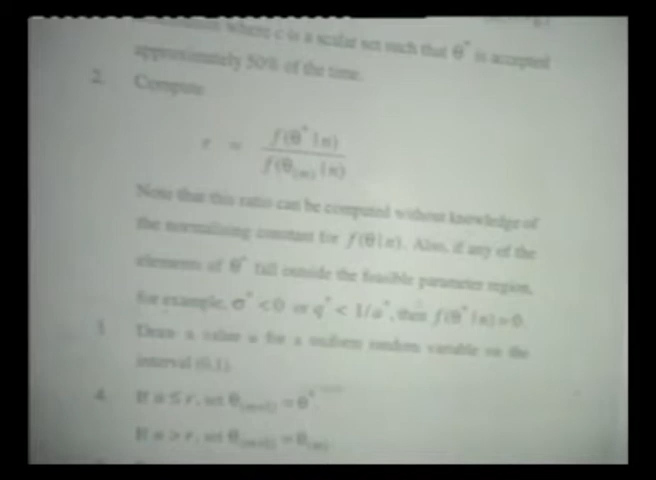 where c is a scalar set such that θ* is accepted
approximately 50% of the time.
2. Compute
r = f(θ*|n) / f(θ(m)|n)
Note that this ratio can be computed without knowledge of
the normalising constant for f(θ|n). Also, if any of the
elements of θ* fall outside the feasible parameter region,
for example, σ* < 0 or q* < 1/a*, then f(θ*|n) = 0.
3. Draw a value u for a uniform random variable on the
interval (0,1).
4. If u ≤ r, set θ(m+1) = θ*.
If u > r, set θ(m+1) = θ(m).